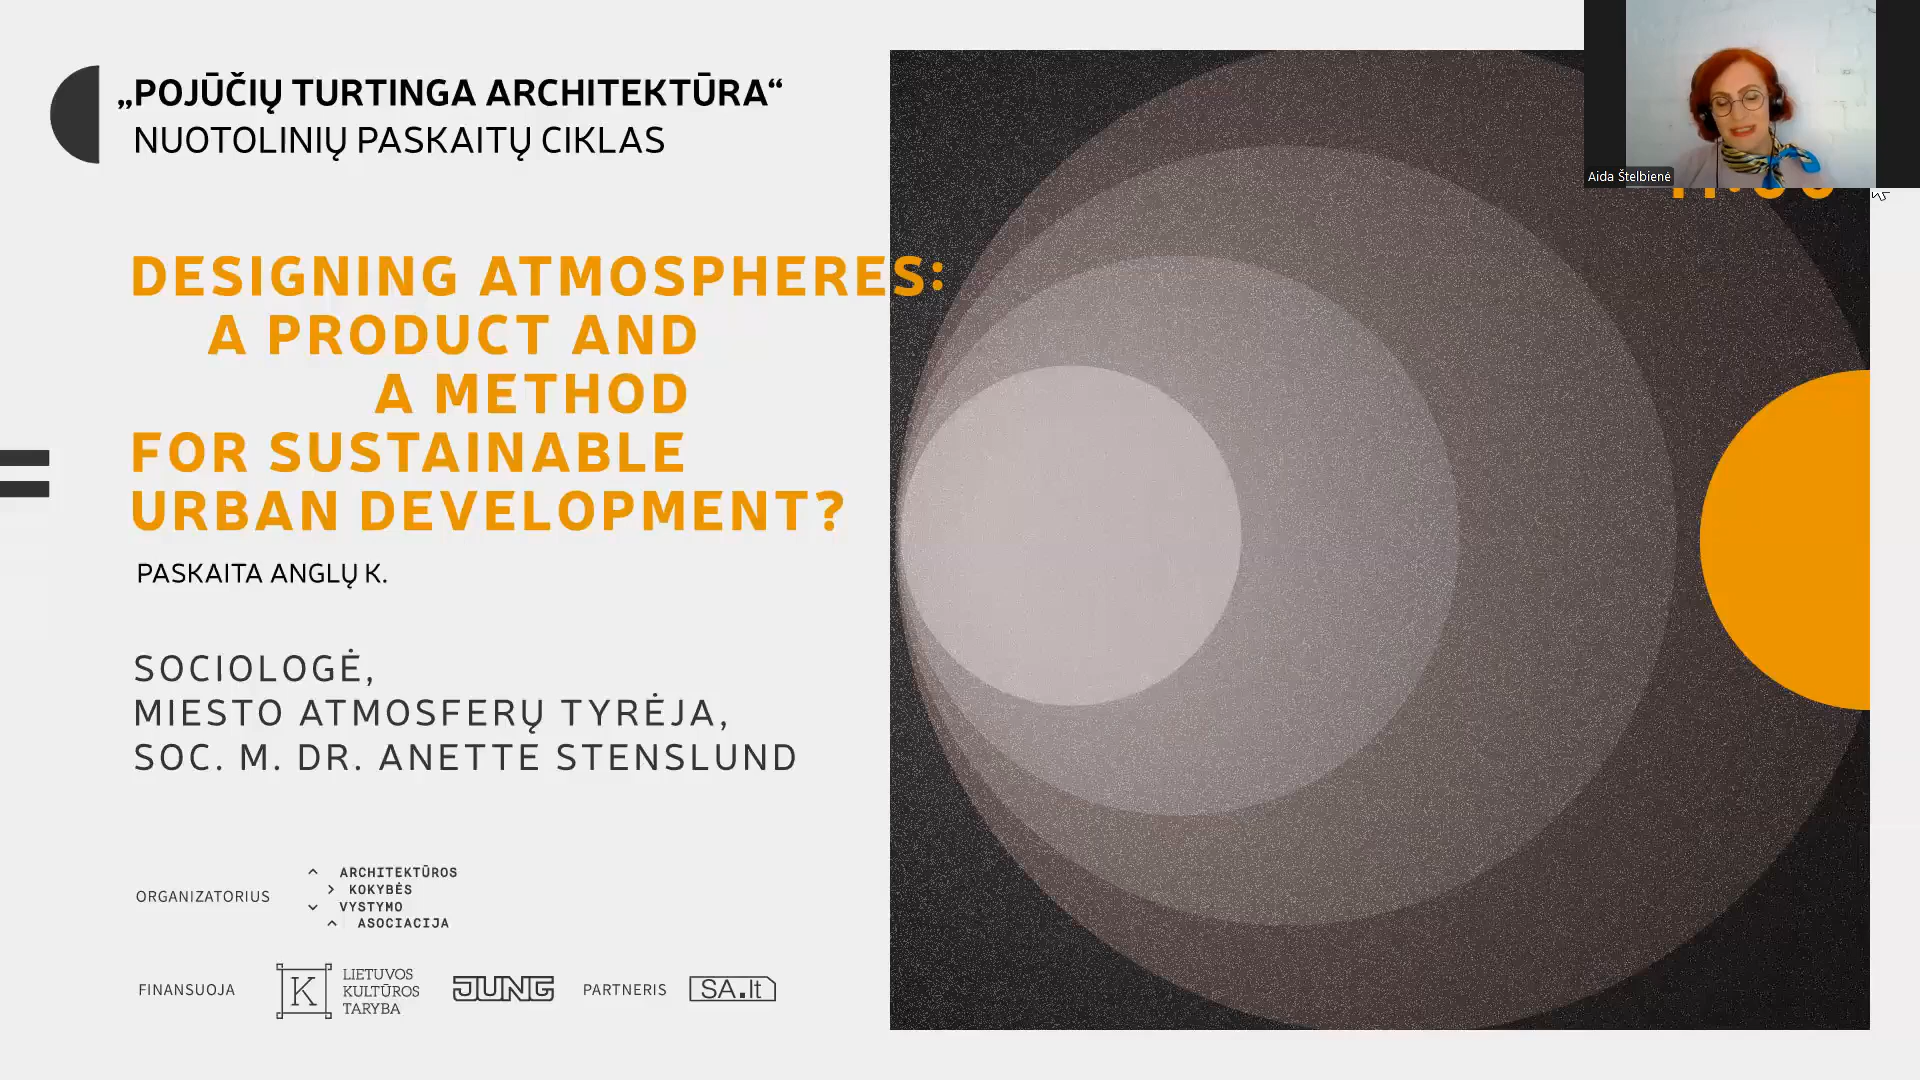 „POJŪČIŲ TURTINGA ARCHITEKTŪRA“
NUOTOLINIŲ PASKAITŲ CIKLAS
Aida Štelbienė
DESIGNING ATMOSPHERES:
A PRODUCT AND
A METHOD
FOR SUSTAINABLE
URBAN DEVELOPMENT?
PASKAITA ANGLŲ K.
SOCIOLOGĖ,
MIESTO ATMOSFERŲ TYRĖJA,
SOC. M. DR. ANETTE STENSLUND
ORGANIZATORIUS
ARCHITEKTŪROS
KOKYBĖS
VYSTYMO
ASOCIACIJA
FINANSUOJA
K
LIETUVOS
KULTŪROS
TARYBA
JUNG
PARTNERIS
SA.lt